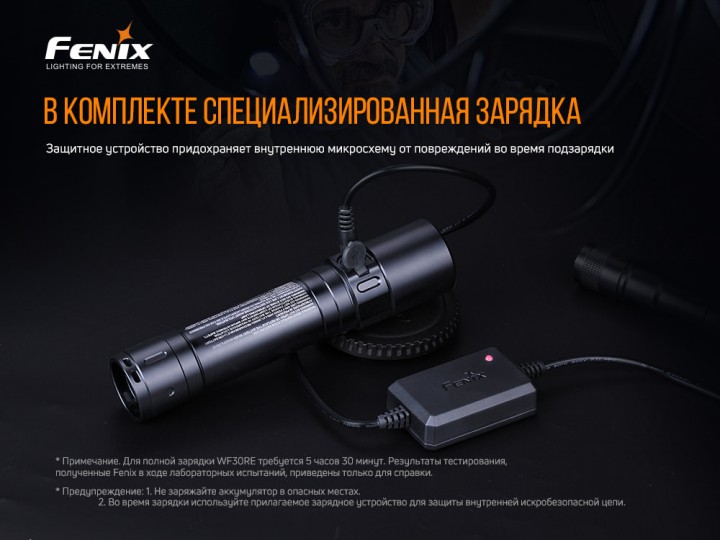 FENIX
LIGHTING FOR EXTREMES
В КОМПЛЕКТЕ СПЕЦИАЛИЗИРОВАННАЯ ЗАРЯДКА
Защитное устройство придохраняет внутреннюю микросхему от повреждений во время подзарядки
FENIX
* Примечание. Для полной зарядки WF30RE требуется 5 часов 30 минут. Результаты тестирования,
полученные Fenix в ходе лабораторных испытаний, приведены только для справки.
* Предупреждение: 1. Не заряжайте аккумулятор в опасных местах.
2. Во время зарядки используйте прилагаемое зарядное устройство для защиты внутренней искробезопасной цепи.